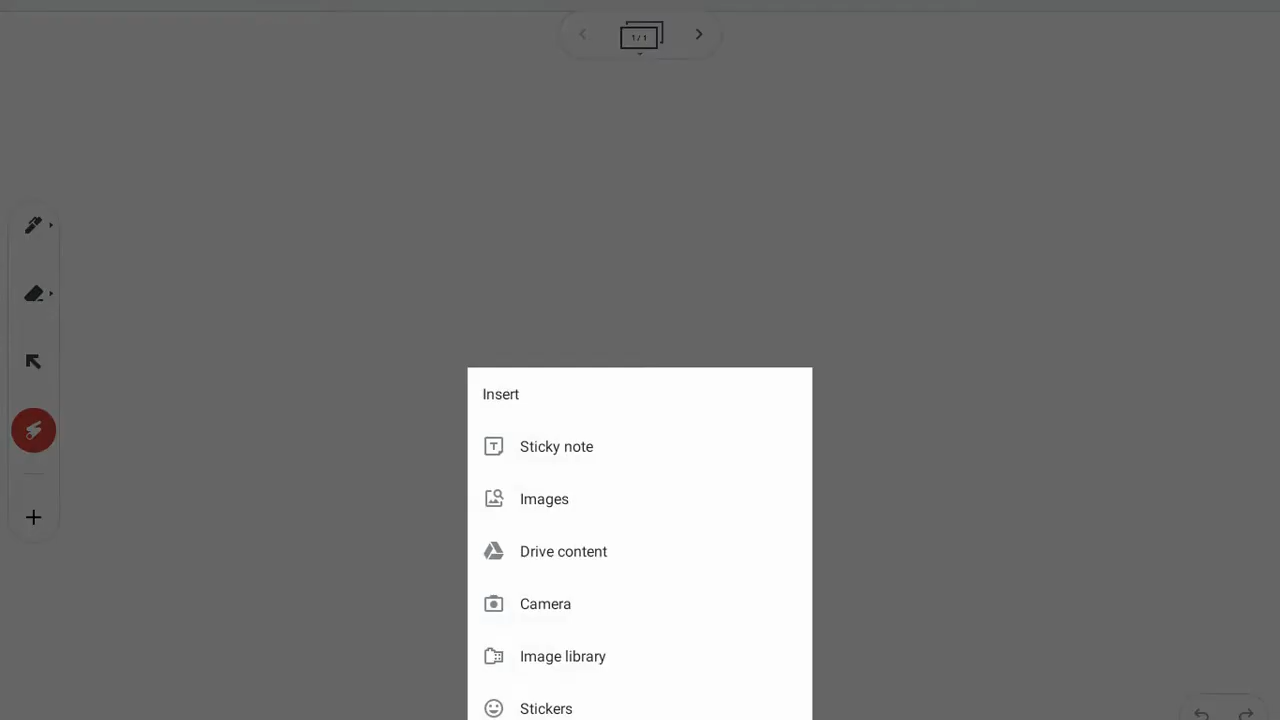 1/1
Insert
Sticky note
Images
Drive content
Camera
Image library
Stickers